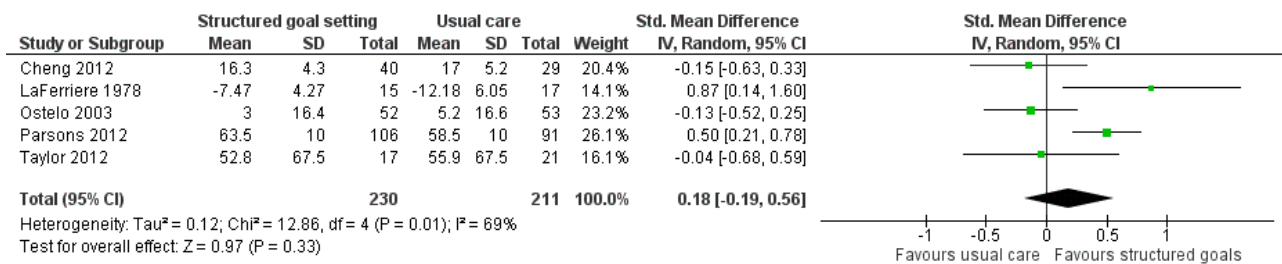 Structured goal setting Usual care Std. Mean Difference Std. Mean Difference
Study or Subgroup Mean SD Total Mean SD Total Weight IV, Random, 95% CI IV, Random, 95% CI
Cheng 2012 16.3 4.3 40 17 5.2 29 20.4% -0.15 [-0.63, 0.33]
LaFerriere 1978 -7.47 4.27 15 -12.18 6.05 17 14.1% 0.87 [0.14, 1.60]
Ostelo 2003 3 16.4 52 5.2 16.6 53 23.2% -0.13 [-0.52, 0.25]
Parsons 2012 63.5 10 106 58.5 10 91 26.1% 0.50 [0.21, 0.78]
Taylor 2012 52.8 67.5 17 55.9 67.5 21 16.1% -0.04 [-0.68, 0.59]
Total (95% CI) 230 211 100.0% 0.18 [-0.19, 0.56]
Heterogeneity: Tau² = 0.12; Chi² = 12.86, df = 4 (P = 0.01); I² = 69%
Test for overall effect: Z = 0.97 (P = 0.33)
-1 -0.5 0 0.5 1
Favours usual care Favours structured goals